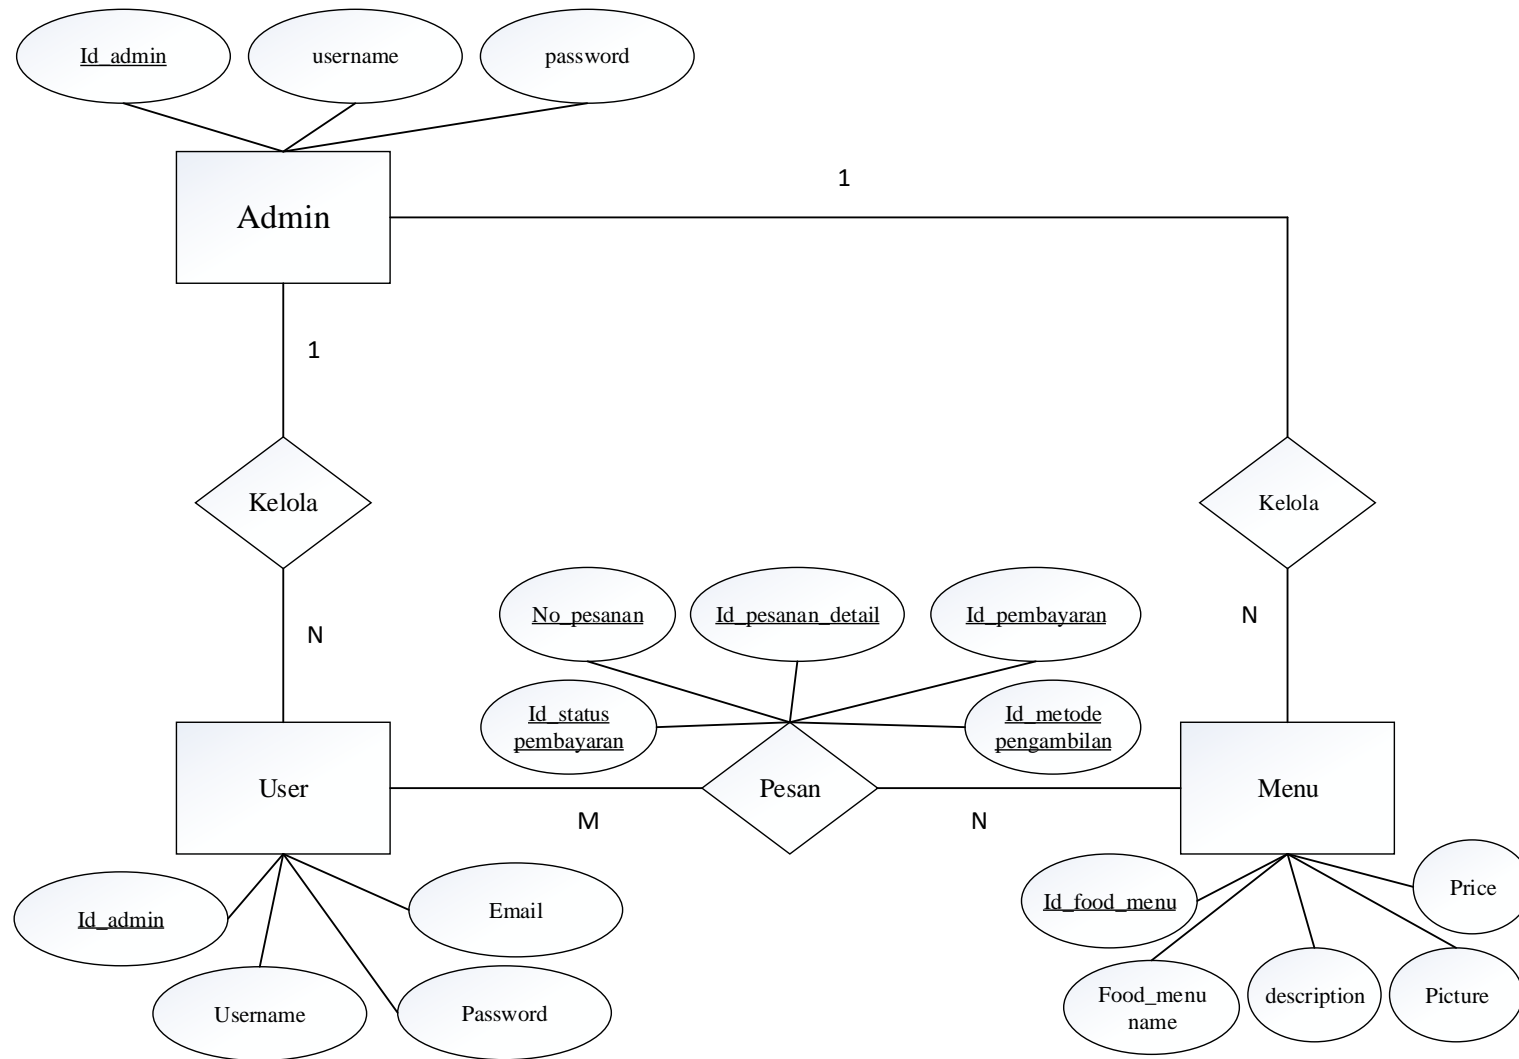 Id_admin
username
password
Admin
1
1
Kelola
Kelola
N
N
No_pesanan
Id_pesanan_detail
Id_pembayaran
Id_status
pembayaran
Id_metode
pengambilan
User
M
Pesan
N
Menu
Id_admin
Email
Username
Password
Id_food_menu
Price
Food_menu
name
description
Picture